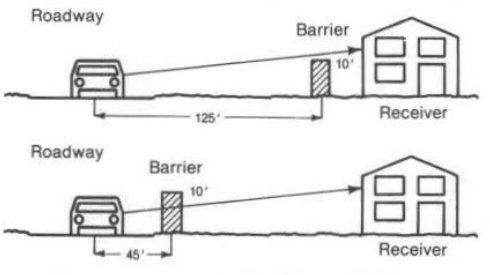 Roadway
Barrier
10'
125'
Receiver
Roadway
Barrier
10'
45'
Receiver